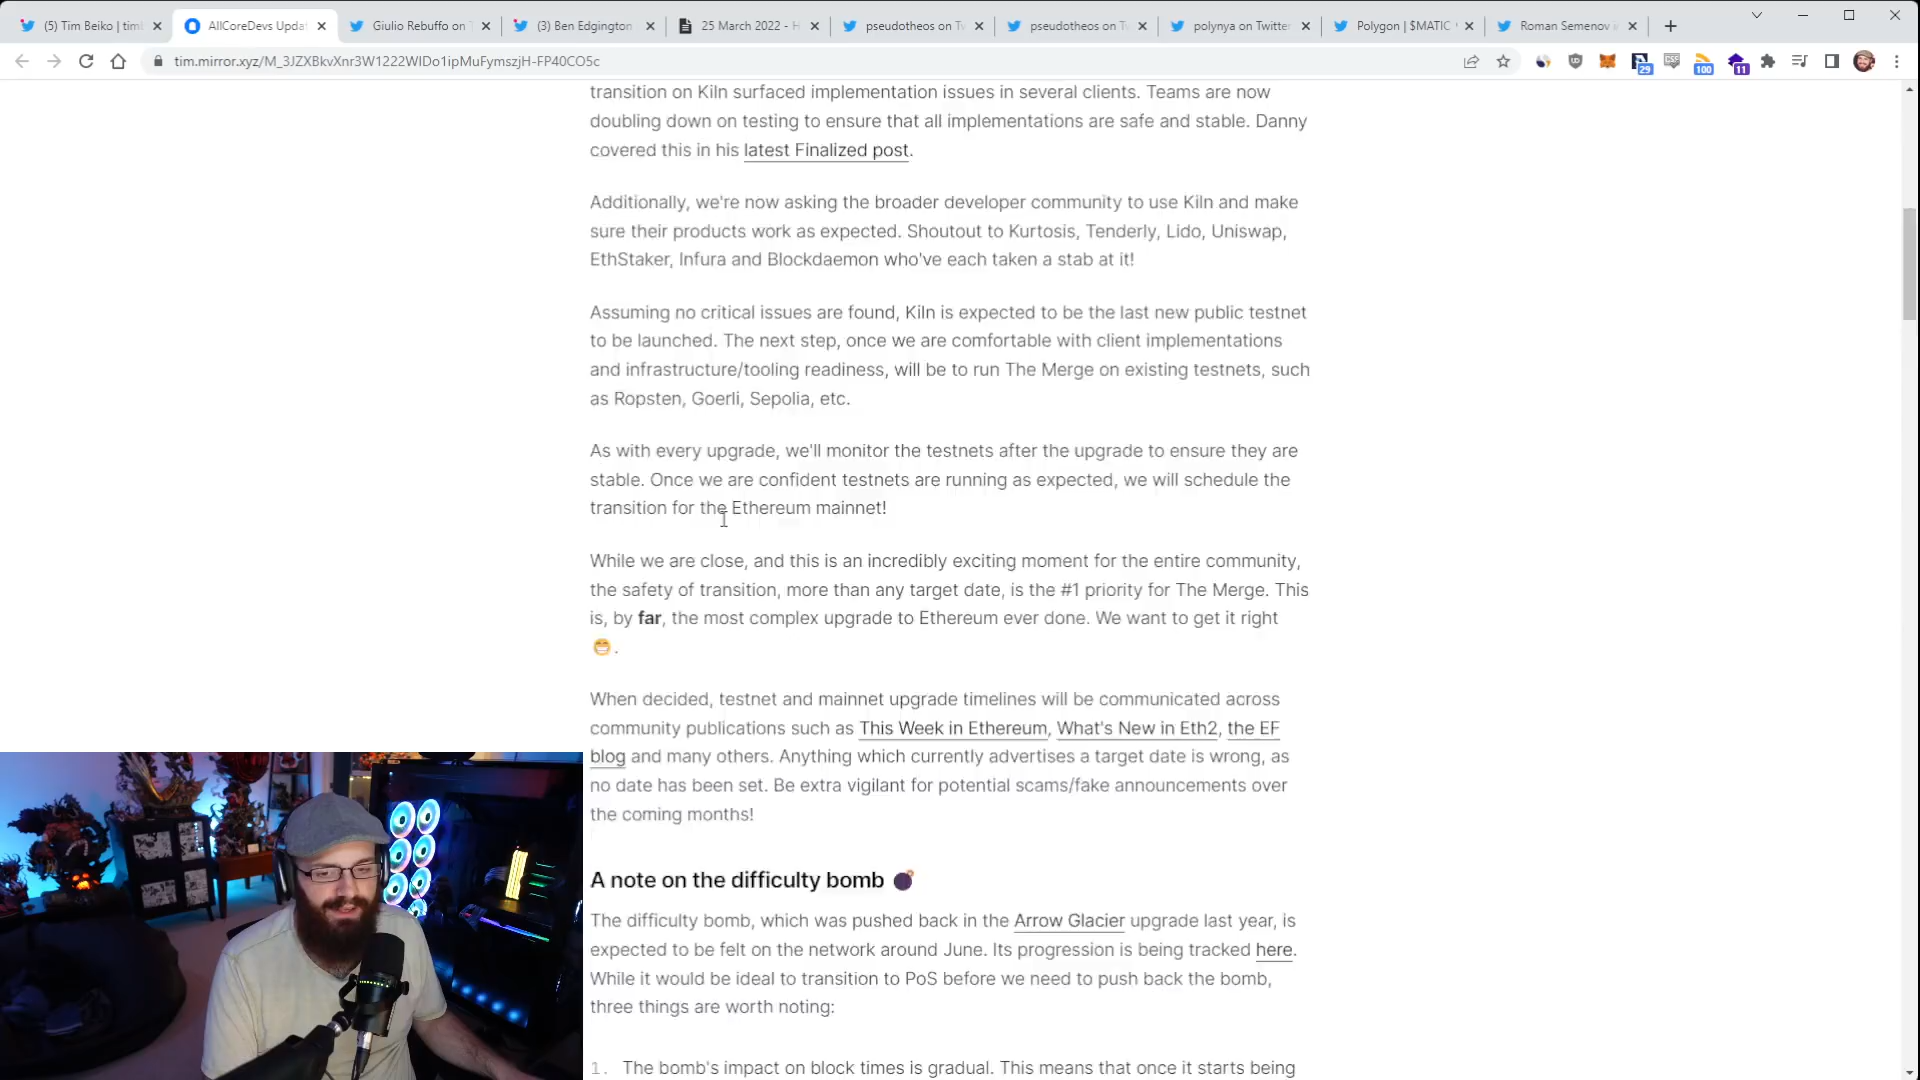 (5) Tim Beiko | timb
AllCoreDevs Updat
Giulio Rebuffo on T
(3) Ben Edgington
25 March 2022 - H
pseudotheos on Tw
pseudotheos on Tw
polynya on Twitter
Polygon | $MATIC
Roman Semenov i
tim.mirror.xyz/M_3JZXBkvXnr3W1222WlDo1ipMuFymszjH-FP40CO5c
29
100
11
transition on Kiln surfaced implementation issues in several clients. Teams are now
doubling down on testing to ensure that all implementations are safe and stable. Danny
covered this in his latest Finalized post.
Additionally, we're now asking the broader developer community to use Kiln and make
sure their products work as expected. Shoutout to Kurtosis, Tenderly, Lido, Uniswap,
EthStaker, Infura and Blockdaemon who've each taken a stab at it!
Assuming no critical issues are found, Kiln is expected to be the last new public testnet
to be launched. The next step, once we are comfortable with client implementations
and infrastructure/tooling readiness, will be to run The Merge on existing testnets, such
as Ropsten, Goerli, Sepolia, etc.
As with every upgrade, we'll monitor the testnets after the upgrade to ensure they are
stable. Once we are confident testnets are running as expected, we will schedule the
transition for the Ethereum mainnet!
While we are close, and this is an incredibly exciting moment for the entire community,
the safety of transition, more than any target date, is the #1 priority for The Merge. This
is, by far, the most complex upgrade to Ethereum ever done. We want to get it right
😁.
When decided, testnet and mainnet upgrade timelines will be communicated across
community publications such as This Week in Ethereum, What's New in Eth2, the EF
blog and many others. Anything which currently advertises a target date is wrong, as
no date has been set. Be extra vigilant for potential scams/fake announcements over
the coming months!
A note on the difficulty bomb 💣
The difficulty bomb, which was pushed back in the Arrow Glacier upgrade last year, is
expected to be felt on the network around June. Its progression is being tracked here.
While it would be ideal to transition to PoS before we need to push back the bomb,
three things are worth noting:
1. The bomb's impact on block times is gradual. This means that once it starts being